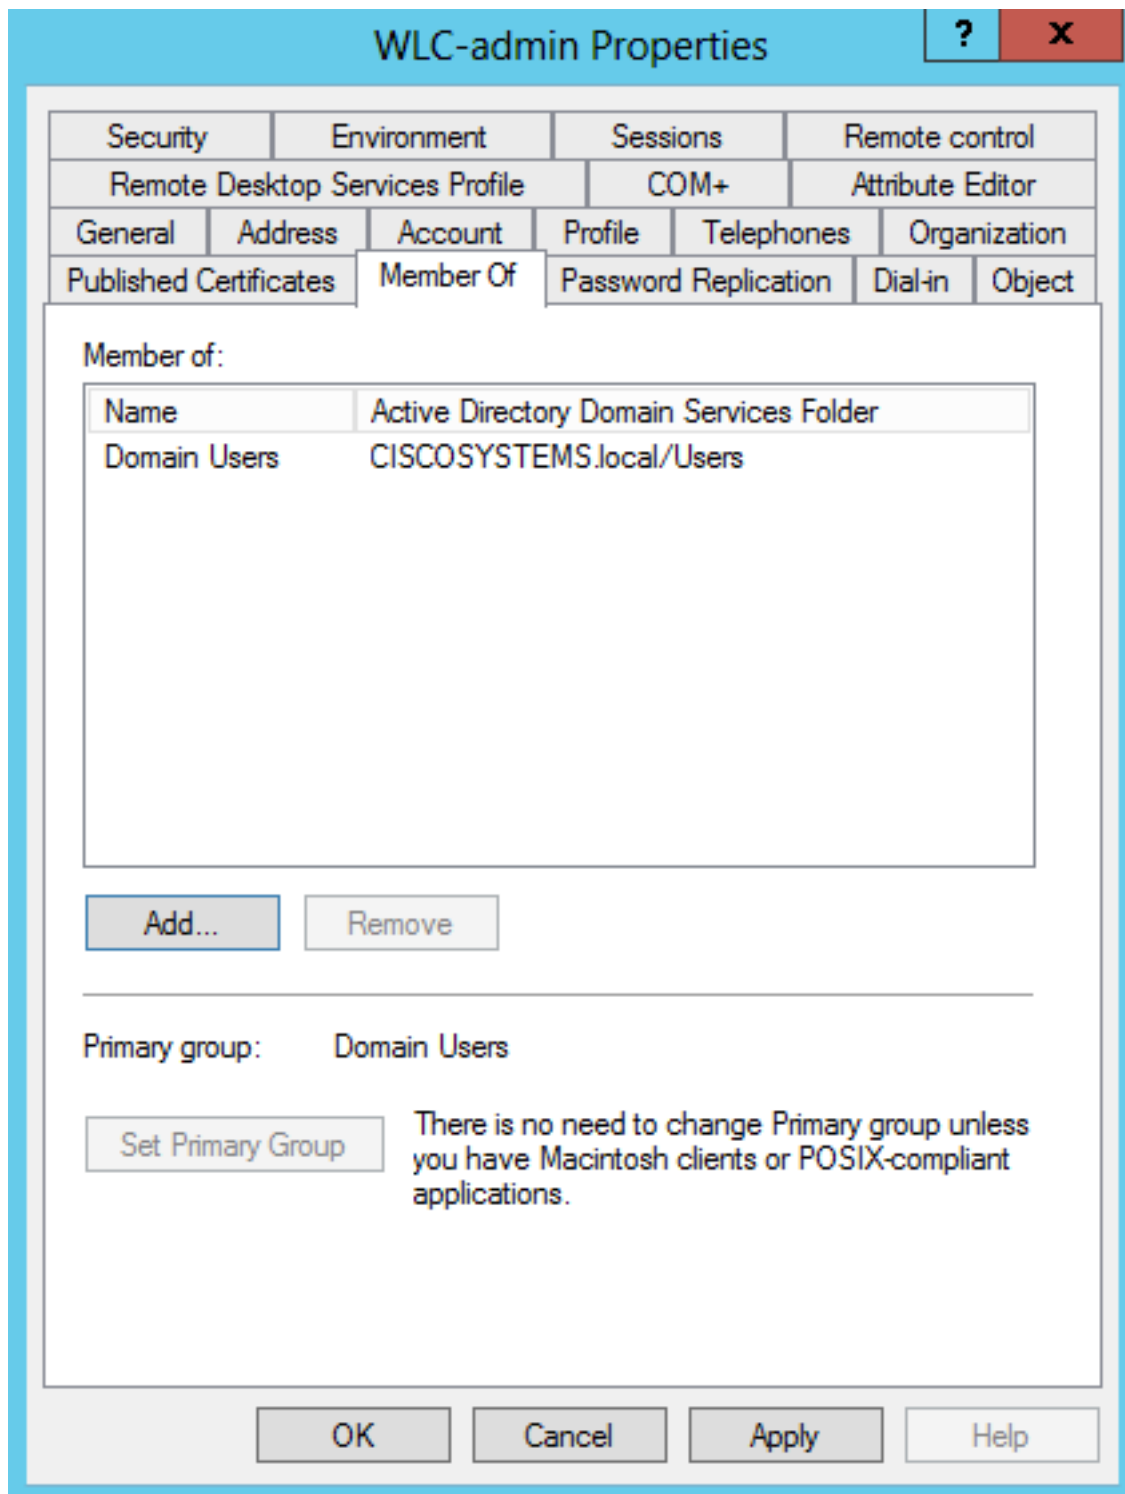 WLC-admin Properties
? x
Security Environment Sessions Remote control
Remote Desktop Services Profile COM+ Attribute Editor
General Address Account Profile Telephones Organization
Published Certificates Member Of Password Replication Dial-in Object
Member of:
Name Active Directory Domain Services Folder
Domain Users CISCOSYSTEMS.local/Users
Add... Remove
Primary group: Domain Users
Set Primary Group
There is no need to change Primary group unless
you have Macintosh clients or POSIX-compliant
applications.
OK Cancel Apply Help